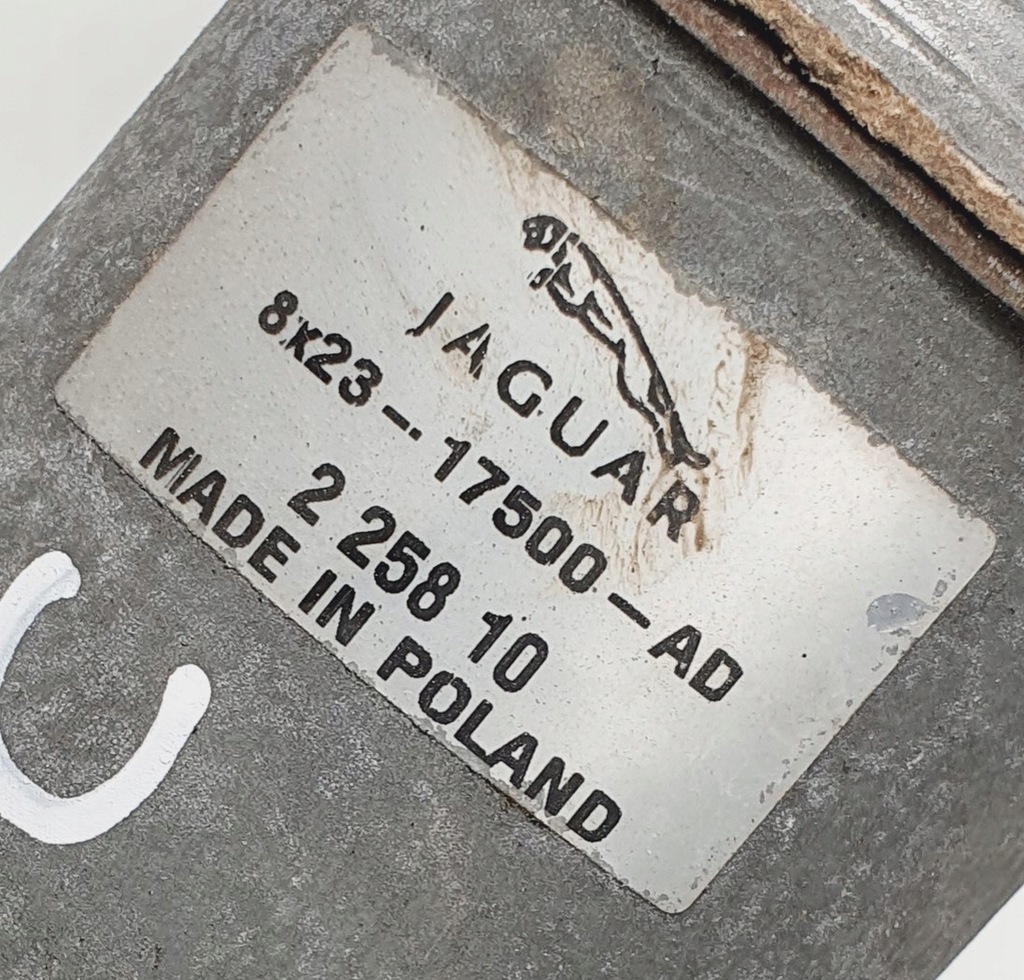 JAGUAR
8x23-.17500-AD
2 258 10
MADE IN POLAND
C